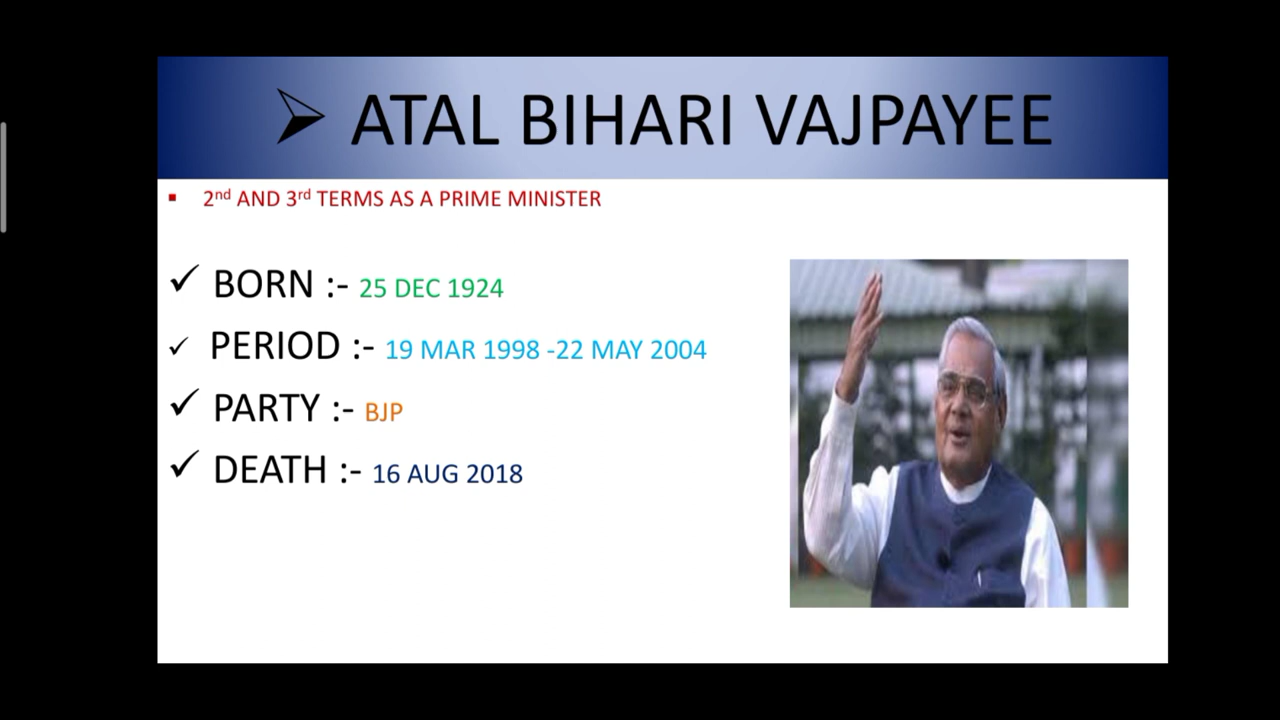 ➢ ATAL BIHARI VAJPAYEE
▪ 2nd AND 3rd TERMS AS A PRIME MINISTER
✓ BORN :- 25 DEC 1924
✓ PERIOD :- 19 MAR 1998 -22 MAY 2004
✓ PARTY :- BJP
✓ DEATH :- 16 AUG 2018